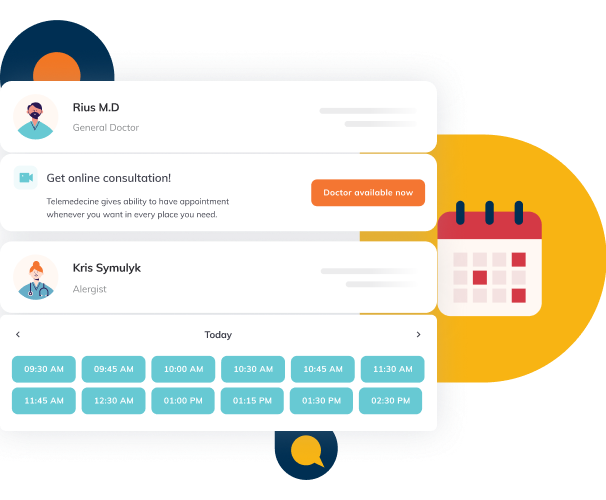 Rius M.D
General Doctor
Get online consultation!
Telemedecine gives ability to have appointment
whenever you want in every place you need.
Doctor available now
Kris Symulyk
Alergist
Today
09:30 AM 09:45 AM 10:00 AM 10:30 AM 10:45 AM 11:30 AM
11:45 AM 12:30 AM 01:00 PM 01:15 PM 01:30 PM 02:30 PM